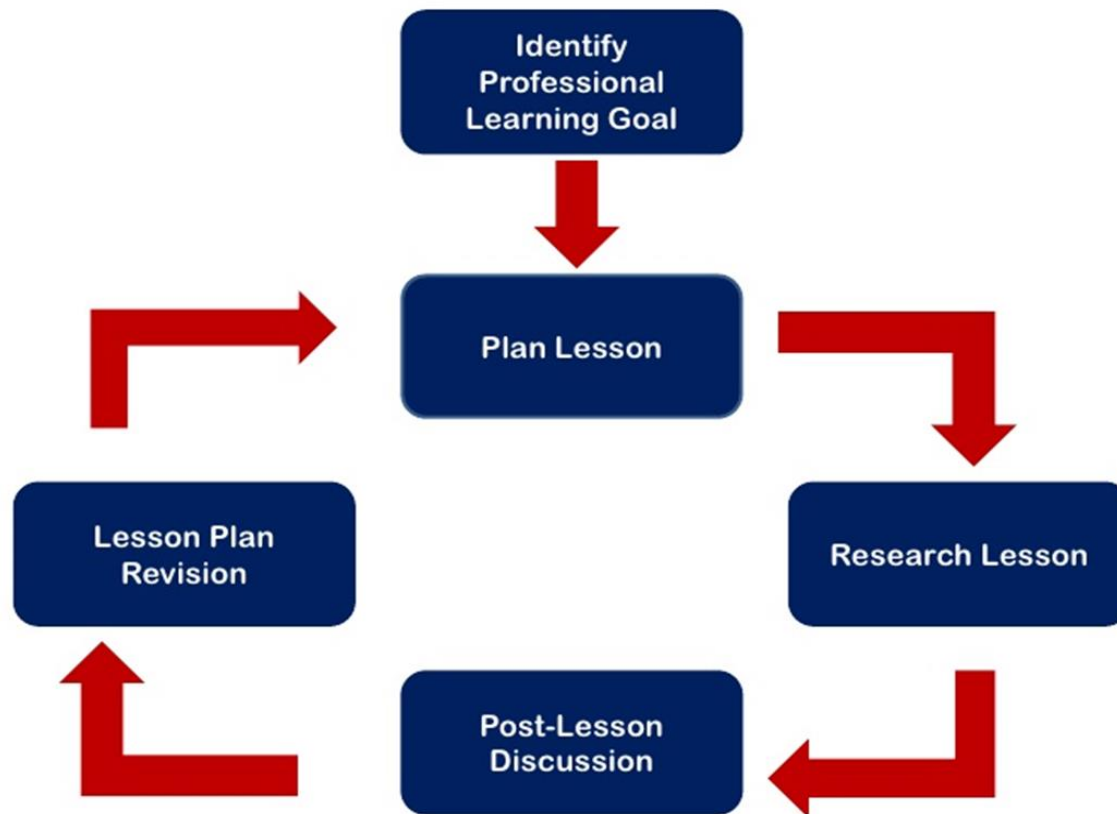 Identify
Professional
Learning Goal
Plan Lesson
Research Lesson
Post-Lesson
Discussion
Lesson Plan
Revision